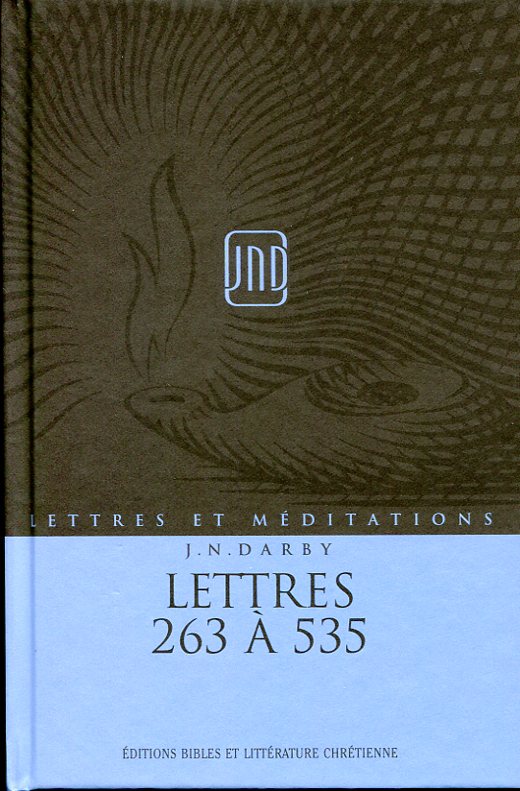 JND
LETTRES ET MÉDITATIONS
J.N.DARBY
LETTRES
263 À 535
ÉDITIONS BIBLES ET LITTÉRATURE CHRÉTIENNE